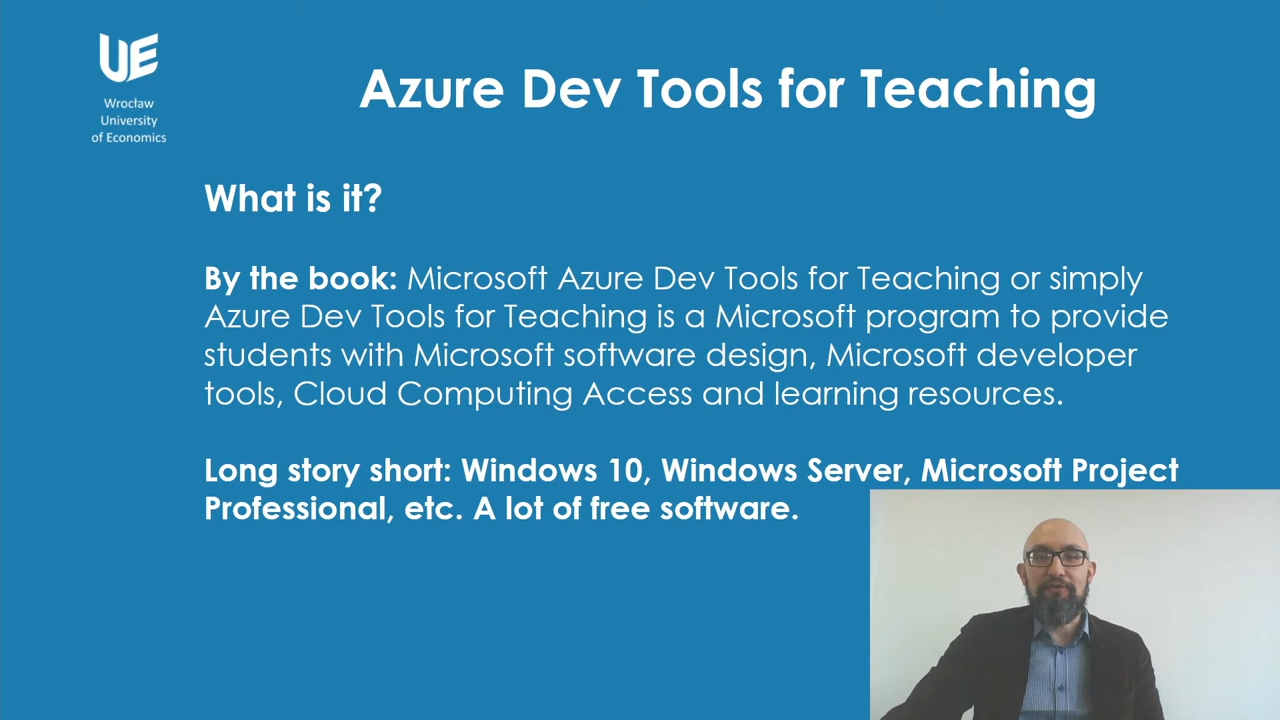 UE
Wrocław
University
of Economics
Azure Dev Tools for Teaching
What is it?
By the book: Microsoft Azure Dev Tools for Teaching or simply
Azure Dev Tools for Teaching is a Microsoft program to provide
students with Microsoft software design, Microsoft developer
tools, Cloud Computing Access and learning resources.
Long story short: Windows 10, Windows Server, Microsoft Project
Professional, etc. A lot of free software.